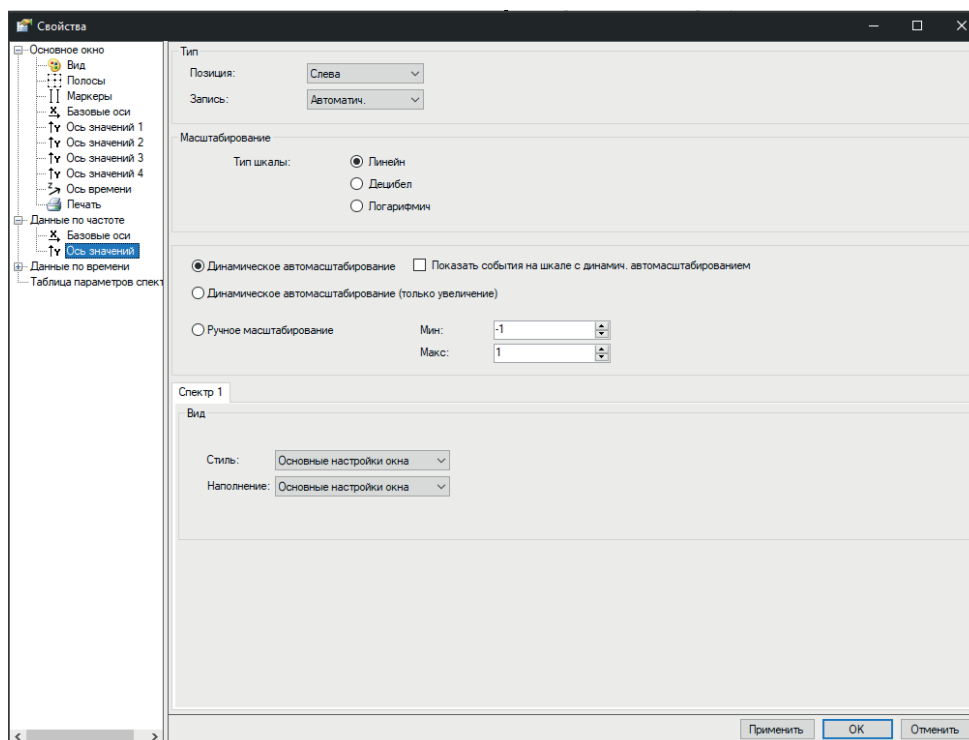 Свойства
Основное окно
Вид
Полосы
Маркеры
Базовые оси
Ось значений 1
Ось значений 2
Ось значений 3
Ось значений 4
Ось времени
Печать
Данные по частоте
Базовые оси
Ось значений
Данные по времени
Таблица параметров спект
Тип
Позиция: Слева
Запись: Автоматич.
Масштабирование
Тип шкалы: Линейн
Децибел
Логарифмич
Динамическое автомасштабирование Показать события на шкале с динамич. автомасштабированием
Динамическое автомасштабирование (только увеличение)
Ручное масштабирование Мин: -1
Макс: 1
Спектр 1
Вид
Стиль: Основные настройки окна
Наполнение: Основные настройки окна
Применить OK Отменить